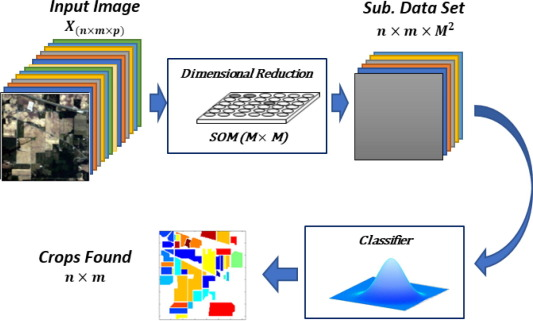 Input Image
X(n×m×p)
Dimensional Reduction
SOM (M× M)
Sub. Data Set
n × m × M²
Classifier
Crops Found
n × m